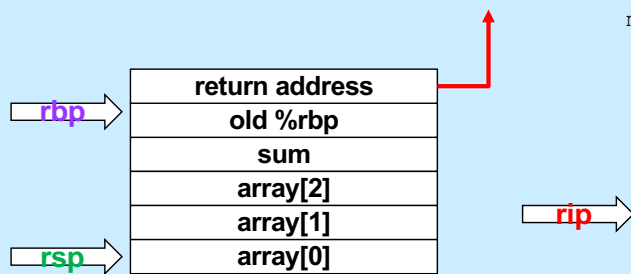 r
return address
rbp
old %rbp
sum
array[2]
array[1]
rip
rsp
array[0]